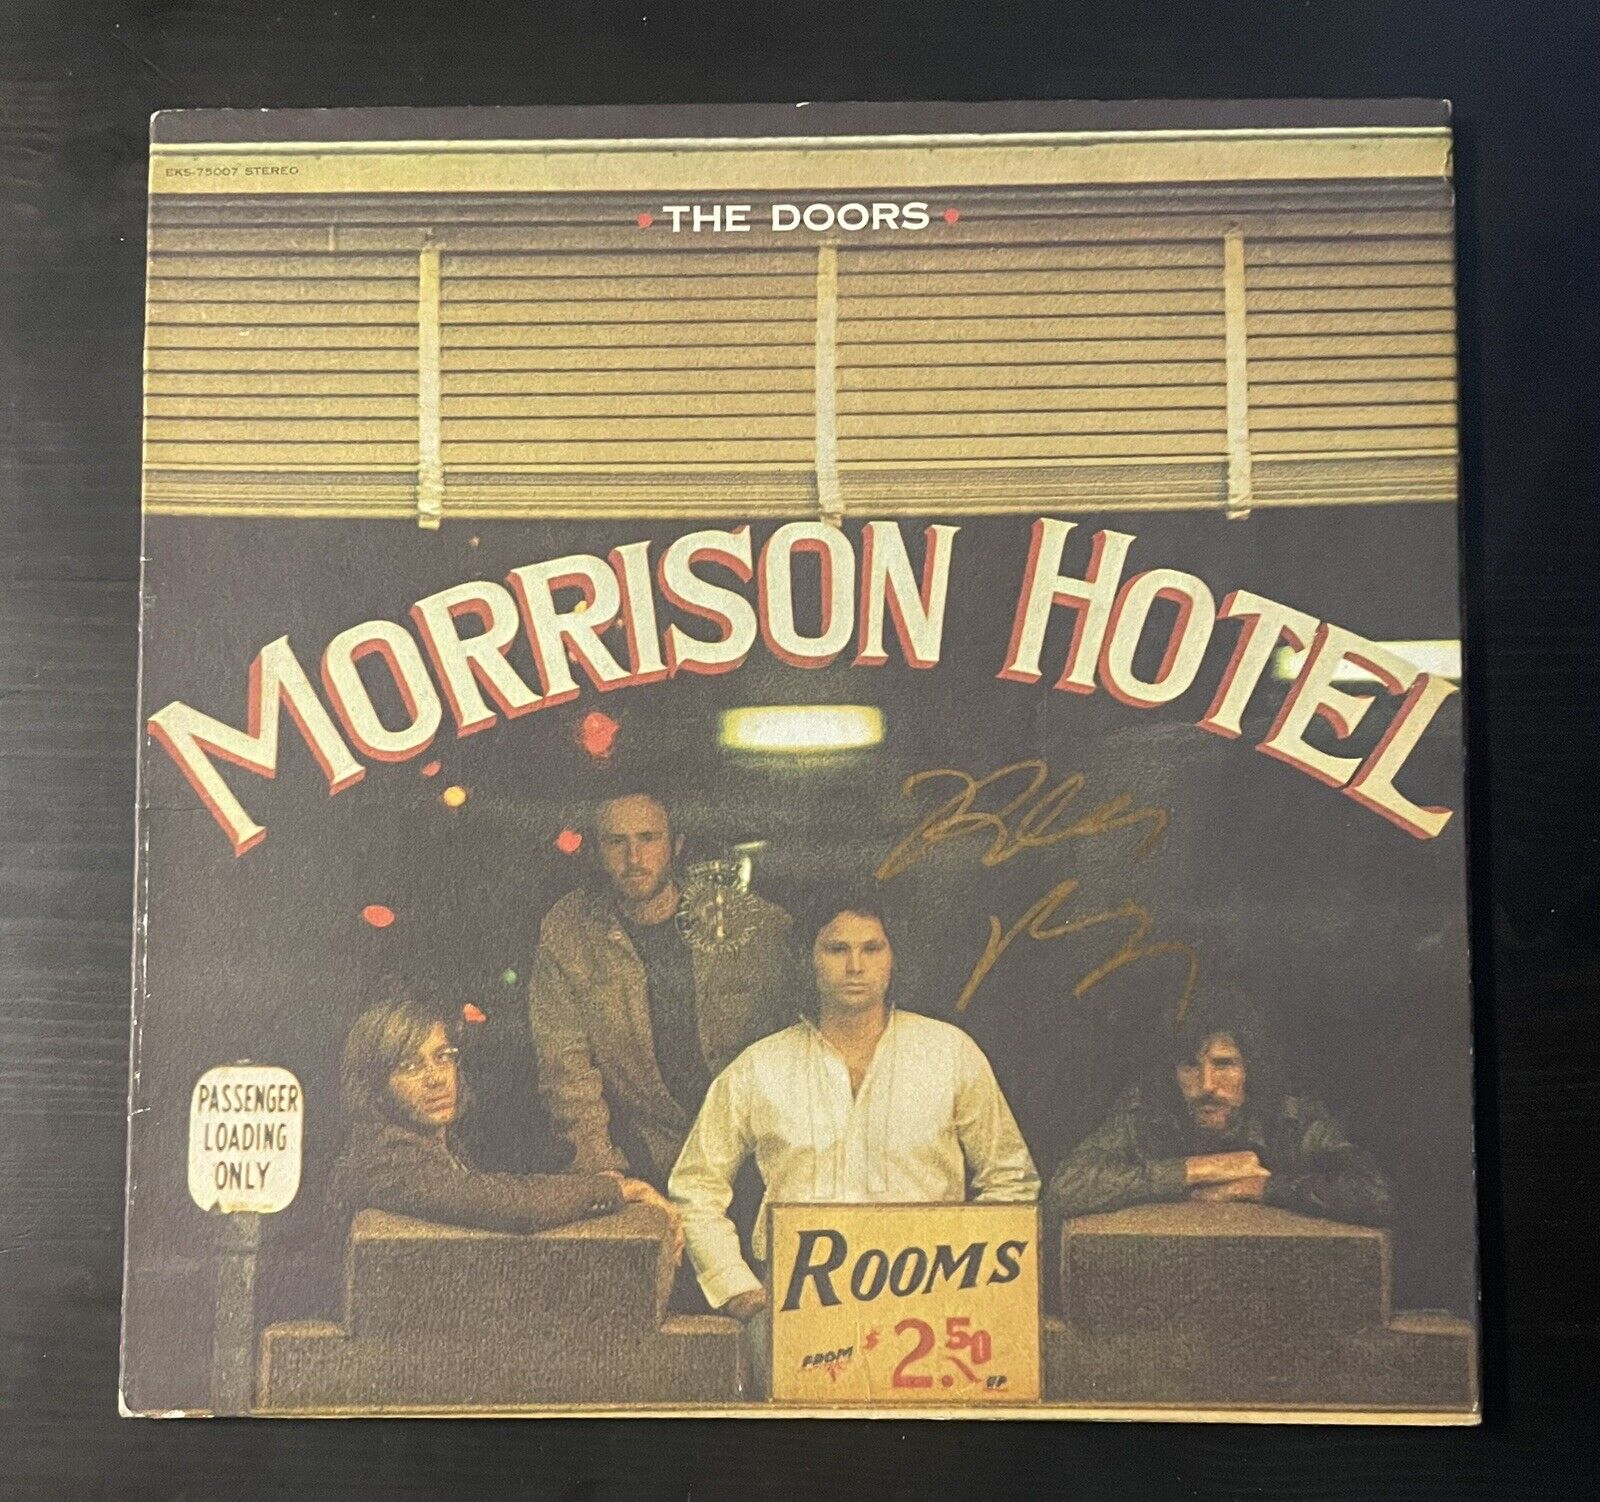 EKS-75007 STEREO
• THE DOORS •
MORRISON HOTEL
PASSENGER
LOADING
ONLY
ROOMS
FROM $2.50 UP